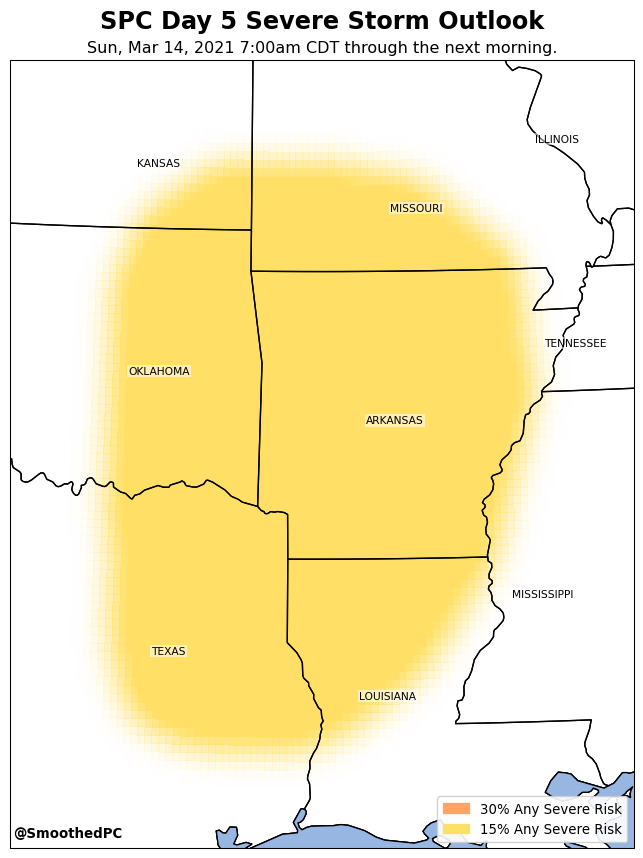 SPC Day 5 Severe Storm Outlook
Sun, Mar 14, 2021 7:00am CDT through the next morning.
ILLINOIS
KANSAS
MISSOURI
TENNESSEE
OKLAHOMA
ARKANSAS
MISSISSIPPI
TEXAS
LOUISIANA
30% Any Severe Risk
15% Any Severe Risk
@SmoothedPC